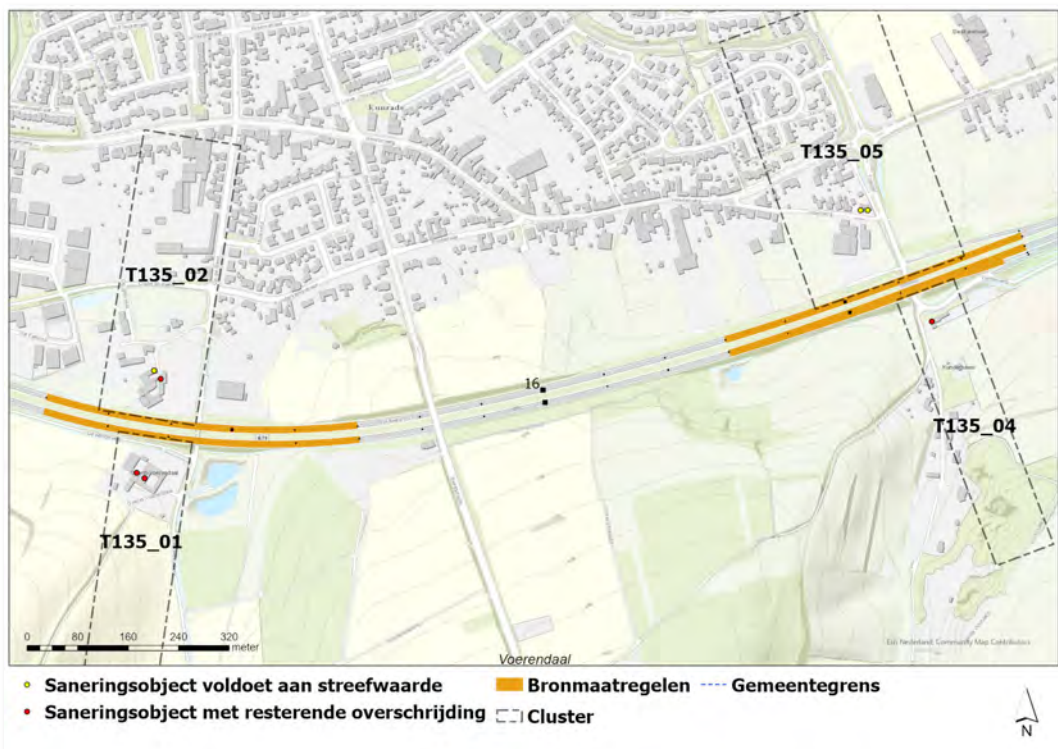 Kunrade
T135_05
T135_02
16
T135_04
T135_01
0 80 160 240 320
meter
Esri Nederland, Community Map Contributors
Voerendaal
Saneringsobject voldoet aan streefwaarde
Bronmaatregelen
Gemeentegrens
Saneringsobject met resterende overschrijding
Cluster
N